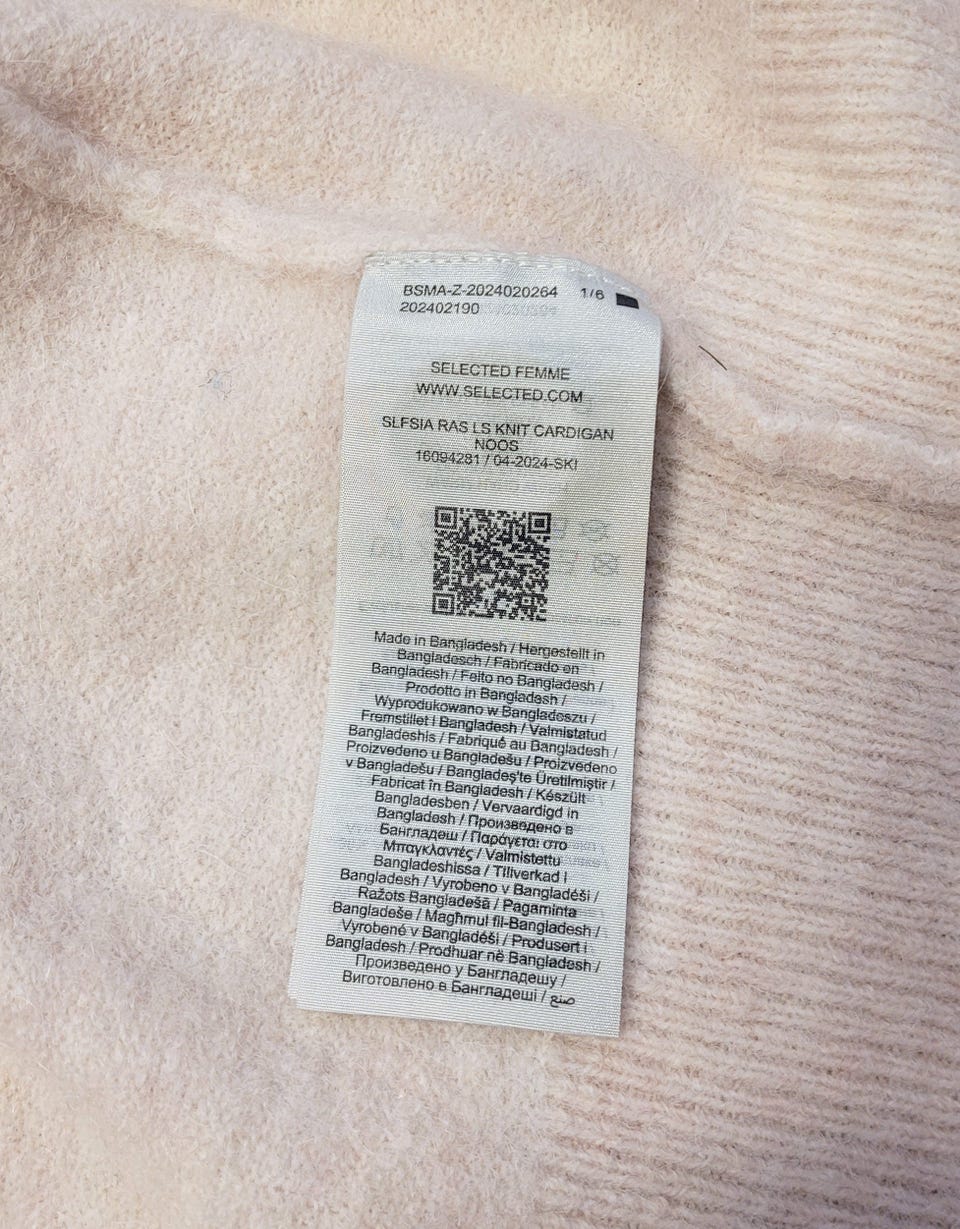 BSMA-Z-2024020264 1/6
202402190
SELECTED FEMME
WWW.SELECTED.COM
SLFSIA RAS LS KNIT CARDIGAN
NOOS
16094281 / 04-2024-SKI
Made in Bangladesh / Hergestellt in
Bangladesch / Fabricado en
Bangladesh / Feito no Bangladesh /
Prodotto in Bangladesh /
Wyprodukowano w Bangladeszu /
Fremstillet i Bangladesh / Valmistatud
Bangladeshis / Fabriqué au Bangladesh /
Proizvedeno u Bangladešu / Proizvedeno
v Bangladešu / Bangladeş'te Üretilmiştir /
Fabricat în Bangladesh / Készült
Bangladesben / Vervaardigd in
Bangladesh / Произведено в
Бангладеш / Παράγεται στο
Μπαγκλαντές / Valmistettu
Bangladeshissa / Tillverkad i
Bangladesh / Vyrobeno v Bangladéši /
Ražots Bangladešā / Pagaminta
Bangladeše / Magħmul fil-Bangladesh /
Vyrobené v Bangladéši / Produsert i
Bangladesh / Prodhuar në Bangladesh /
Произведено у Бангладешу /
Виготовлено в Бангладеші / صنع